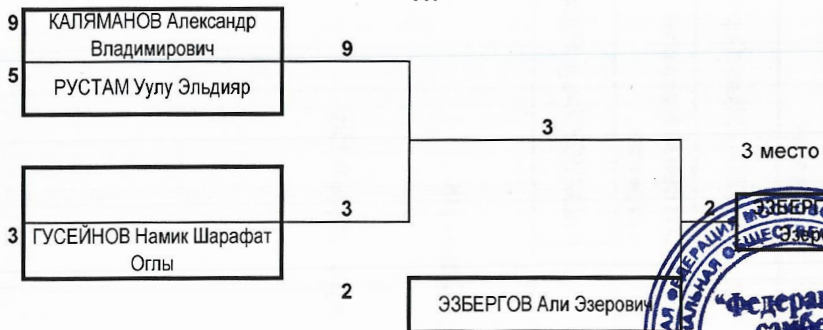 9
КАЛЯМАНОВ Александр
Владимирович
9
5
РУСТАМ Уулу Эльдияр
3
3 место
3
3
ГУСЕЙНОВ Намик Шарафат
Оглы
2
2
ЭЗБЕРГОВ Али Эзерович